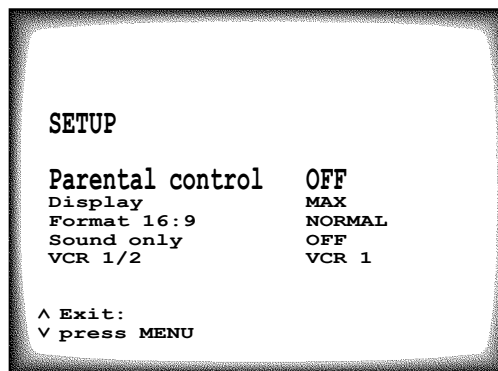 SETUP
Parental control OFF
Display MAX
Format 16:9 NORMAL
Sound only OFF
VCR 1/2 VCR 1
∧ Exit:
∨ press MENU